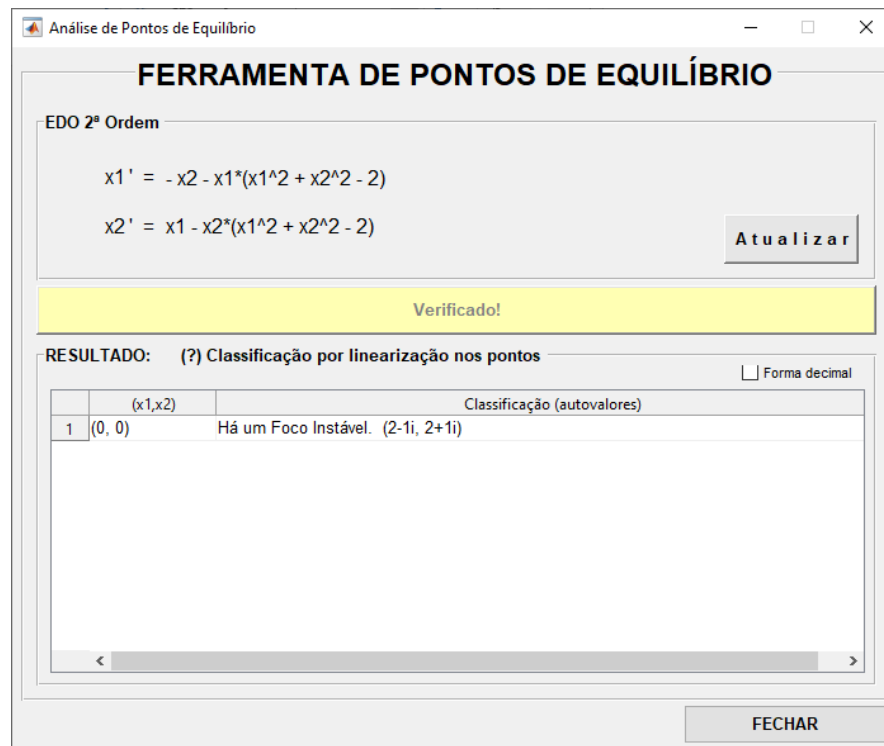 Análise de Pontos de Equilíbrio
FERRAMENTA DE PONTOS DE EQUILÍBRIO
EDO 2ª Ordem
x1 ' = - x2 - x1*(x1^2 + x2^2 - 2)
x2 ' = x1 - x2*(x1^2 + x2^2 - 2)
Atualizar
Verificado!
RESULTADO: (?) Classificação por linearização nos pontos
Forma decimal
(x1,x2) Classificação (autovalores)
1 (0, 0) Há um Foco Instável. (2-1i, 2+1i)
FECHAR